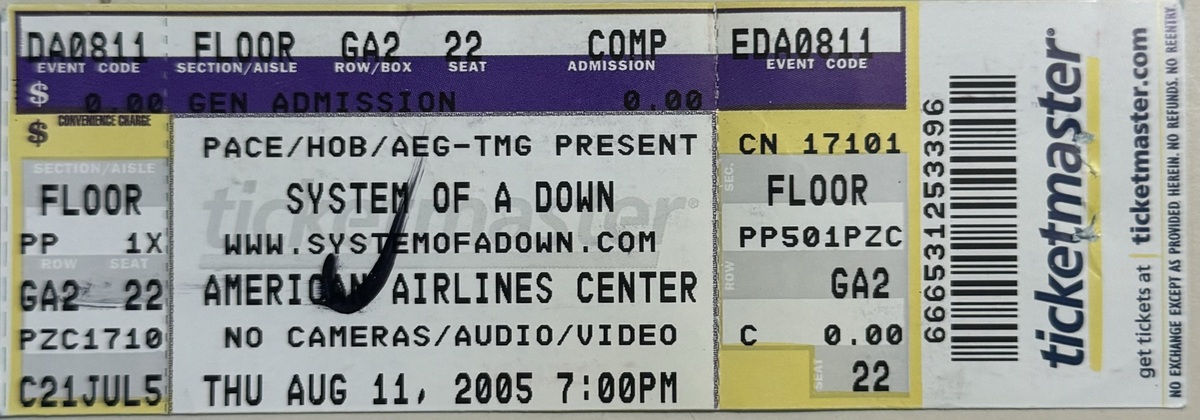 DA0811 FLOOR GA2 22 COMP EDA0811
EVENT CODE SECTION/AISLE ROW/BOX SEAT ADMISSION EVENT CODE
$ 0.00 GEN ADMISSION 0.00
$ CONVENIENCE CHARGE
SECTION/AISLE
FLOOR
PP 1X
ROW SEAT
GA2 22
PZC1710
C21JUL5
PACE/HOB/AEG-TMG PRESENT
ticketmaster®
SYSTEM OF A DOWN
WWW.SYSTEMOFADOWN.COM
AMERICAN AIRLINES CENTER
NO CAMERAS/AUDIO/VIDEO
THU AUG 11, 2005 7:00PM
CN 17101
SEC.
FLOOR
PP501PZC
ROW
GA2
C 0.00
SEAT
22
666531253396
ticketmaster®
get tickets at ticketmaster.com
NO EXCHANGE EXCEPT AS PROVIDED HEREIN. NO REFUNDS. NO REENTRY.